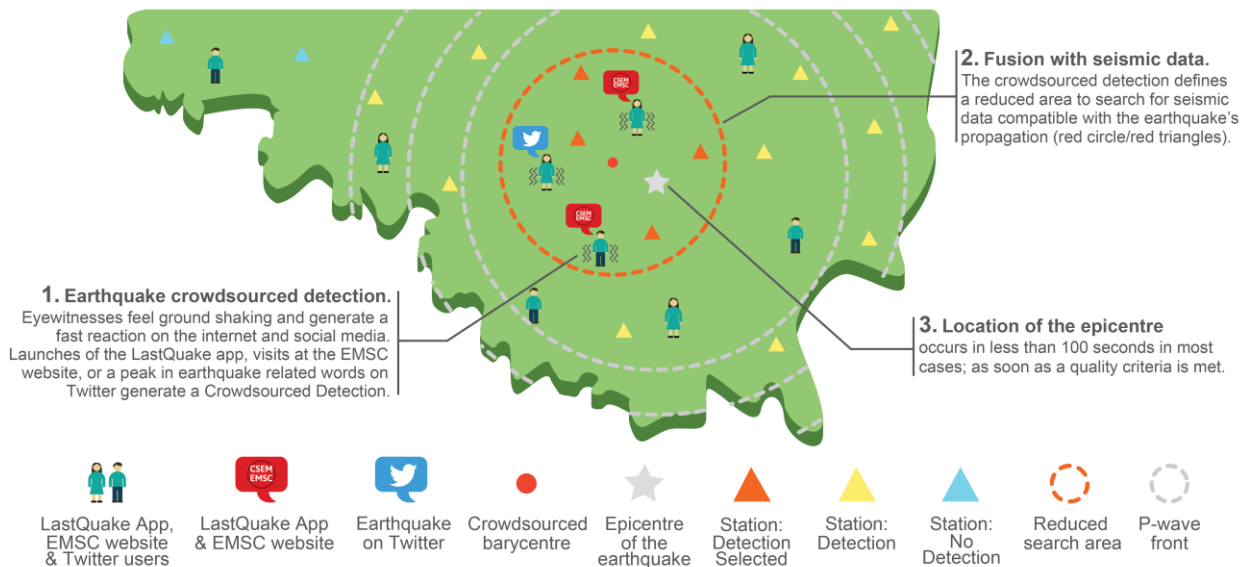 2. Fusion with seismic data.
The crowdsourced detection defines
a reduced area to search for seismic
data compatible with the earthquake's
propagation (red circle/red triangles).
CSEM
EMSC
CSEM
EMSC
1. Earthquake crowdsourced detection.
Eyewitnesses feel ground shaking and generate a
fast reaction on the internet and social media.
Launches of the LastQuake app, visits at the EMSC
website, or a peak in earthquake related words on
Twitter generate a Crowdsourced Detection.
3. Location of the epicentre
occurs in less than 100 seconds in most
cases; as soon as a quality criteria is met.
CSEM
EMSC
LastQuake App,
EMSC website
& Twitter users
LastQuake App
& EMSC website
Earthquake
on Twitter
Crowdsourced
barycentre
Epicentre
of the
earthquake
Station:
Detection
Selected
Station:
Detection
Station:
No
Detection
Reduced
search area
P-wave
front